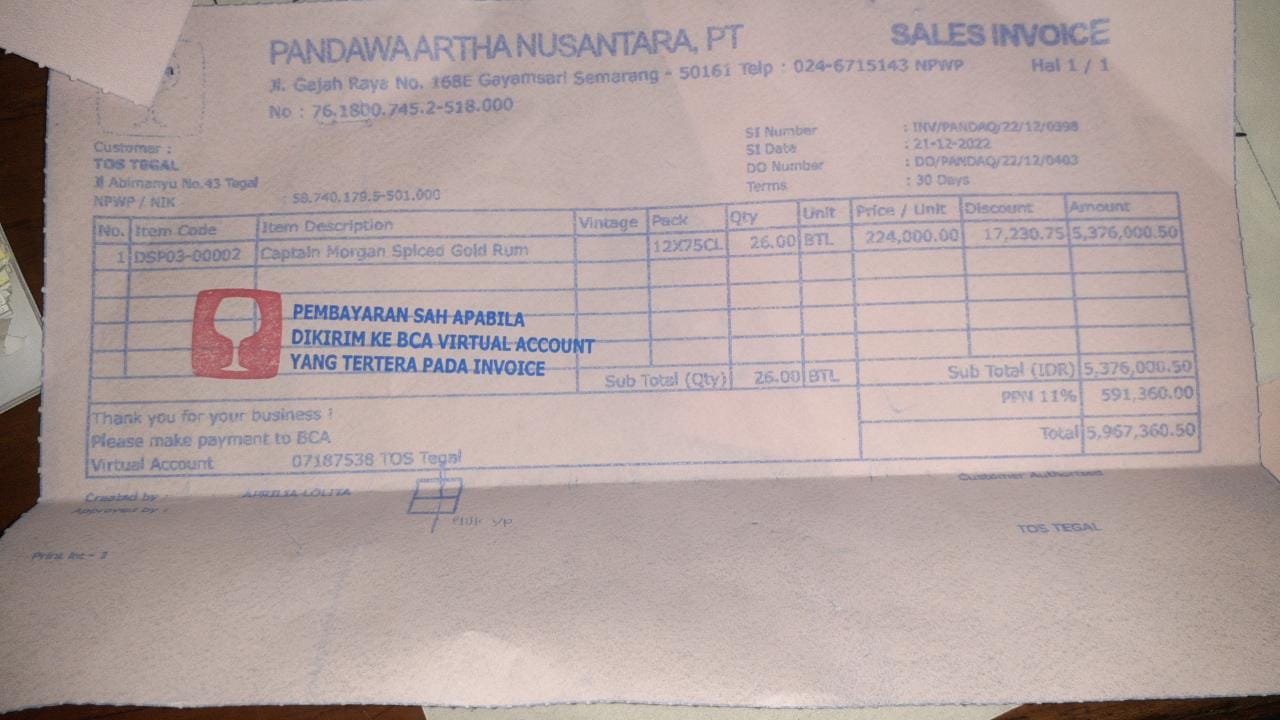 PANDAWA ARTHA NUSANTARA, PT
SALES INVOICE
Jl. Gajah Raya No. 168E Gayamsari Semarang - 50161 Telp : 024-6715143 NPWP
Hal 1 / 1
No : 76.1800.745.2-518.000
Customer :
TOS TEGAL
Jl Abimanyu No.43 Tegal
NPWP / NIK : 58.740.179.5-501.000
SI Number : INV/PANDAQ/22/12/0398
SI Date : 21-12-2022
DO Number : DO/PANDAQ/22/12/0403
Terms : 30 Days
No. Item Code Item Description Vintage Pack Qty Unit Price / Unit Discount Amount
1 DSP03-00002 Captain Morgan Spiced Gold Rum 12X75CL 26.00 BTL 224,000.00 17,230.75 5,376,000.50
PEMBAYARAN SAH APABILA
DIKIRIM KE BCA VIRTUAL ACCOUNT
YANG TERTERA PADA INVOICE
Sub Total (Qty) 26.00 BTL
Sub Total (IDR) 5,376,000.50
PPN 11% 591,360.00
Total 5,967,360.50
Thank you for your business !
Please make payment to BCA
Virtual Account 07187538 TOS Tegal
Created by : APRILIA LOLITA
Approved by :
Customer Authorized
TOS TEGAL